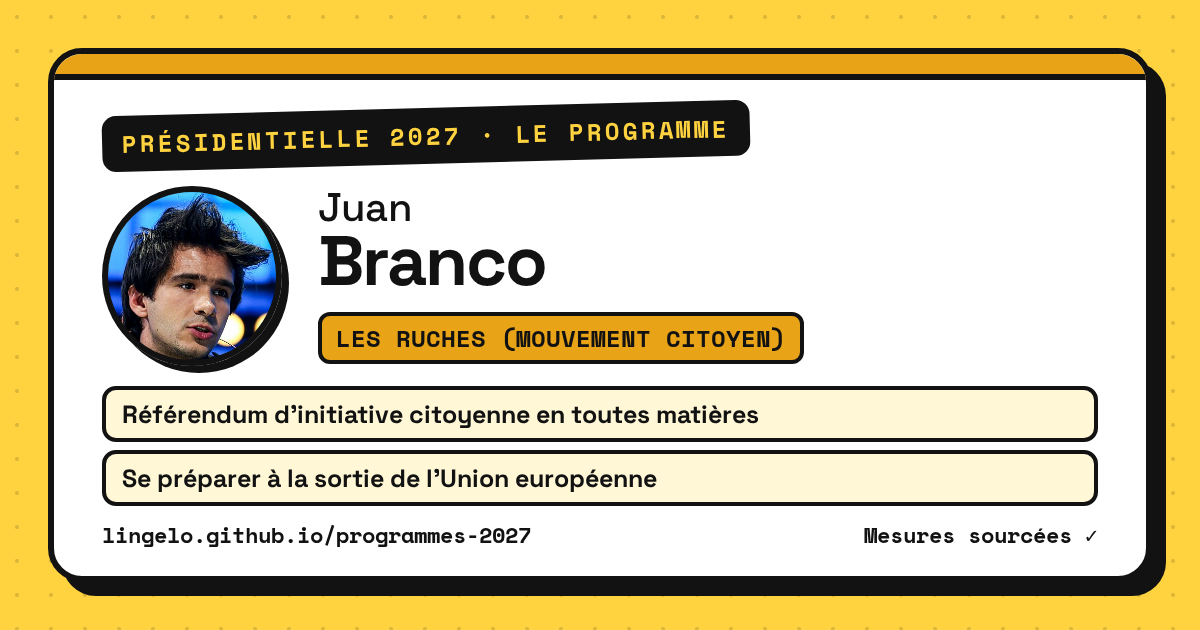 PRÉSIDENTIELLE 2027 · LE PROGRAMME
Juan
Branco
LES RUCHES (MOUVEMENT CITOYEN)
Référendum d’initiative citoyenne en toutes matières
Se préparer à la sortie de l’Union européenne
lingelo.github.io/programmes-2027
Mesures sourcées ✓